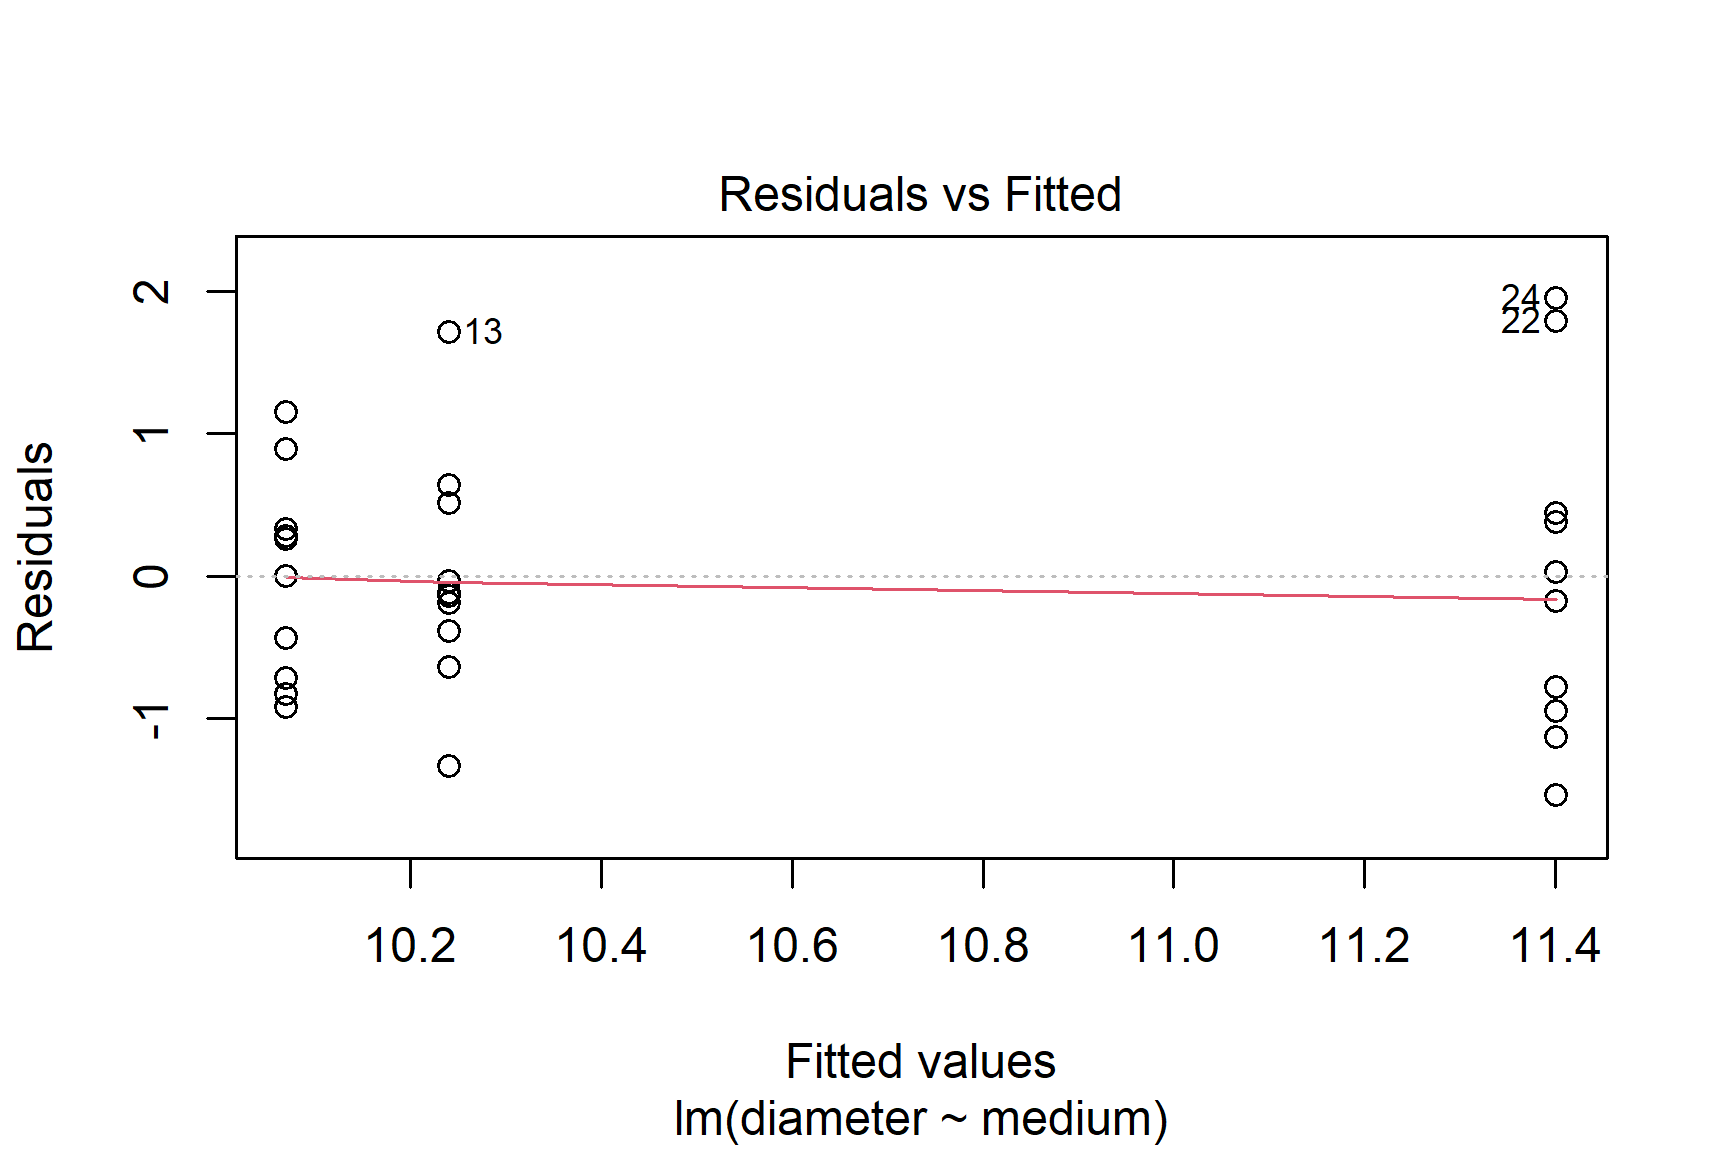 Residuals vs Fitted
Residuals
2
1
0
-1
13
24
22
10.2 10.4 10.6 10.8 11.0 11.2 11.4
Fitted values
lm(diameter ~ medium)